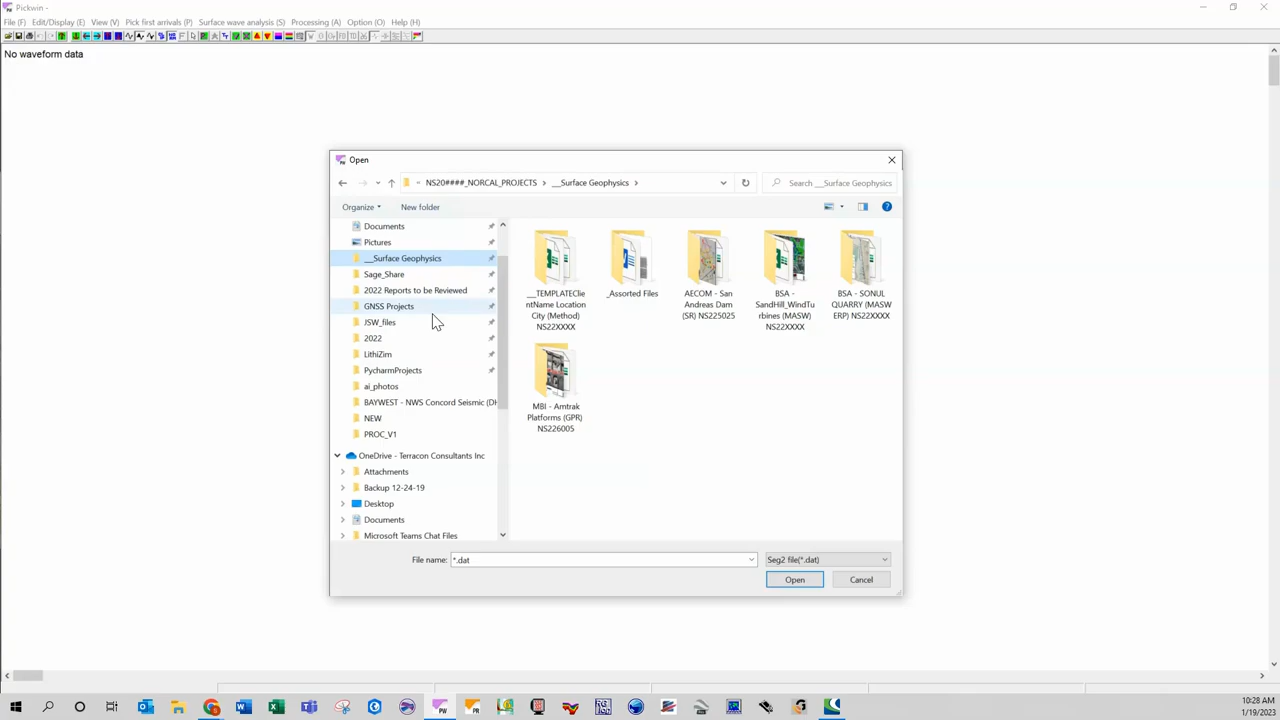 Pickwin -
File (F) Edit/Display (E) View (V) Pick first arrivals (P) Surface wave analysis (S) Processing (A) Option (O) Help (H)
No waveform data
Open
« NS20####_NORCAL_PROJECTS › ___Surface Geophysics ›
Search ___Surface Geophysics
Organize
New folder
Documents
Pictures
___Surface Geophysics
Sage_Share
2022 Reports to be Reviewed
GNSS Projects
JSW_files
2022
LithiZim
PycharmProjects
ai_photos
BAYWEST - NWS Concord Seismic (DH
NEW
PROC_V1
OneDrive - Terracon Consultants Inc
Attachments
Backup 12-24-19
Desktop
Documents
Microsoft Teams Chat Files
___TEMPLATEClie
ntName Location
City (Method)
NS22XXXX
_Assorted Files
AECOM - San
Andreas Dam
(SR) NS225025
BSA -
SandHill_WindTu
rbines (MASW)
NS22XXXX
BSA - SONUL
QUARRY (MASW
ERP) NS22XXXX
MBI - Amtrak
Platforms (GPR)
NS226005
File name: *.dat
Seg2 file(*.dat)
Open
Cancel
10:28 AM
1/19/2023